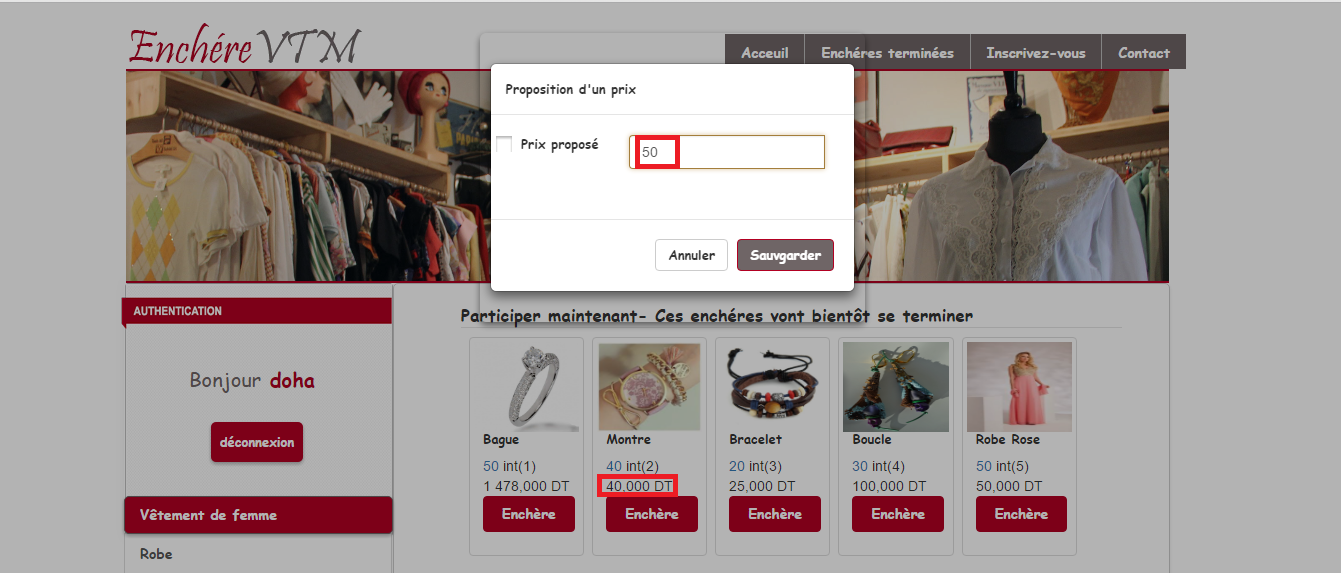 Enchére VTM
Acceuil
Enchéres terminées
Inscrivez-vous
Contact
Proposition d'un prix
Prix proposé
50
Annuler
Sauvgarder
AUTHENTICATION
Bonjour doha
déconnexion
Vêtement de femme
Robe
Participer maintenant- Ces enchéres vont bientôt se terminer
Bague
50 int(1)
1 478,000 DT
Enchère
Montre
40 int(2)
40,000 DT
Enchère
Bracelet
20 int(3)
25,000 DT
Enchère
Boucle
30 int(4)
100,000 DT
Enchère
Robe Rose
50 int(5)
50,000 DT
Enchère